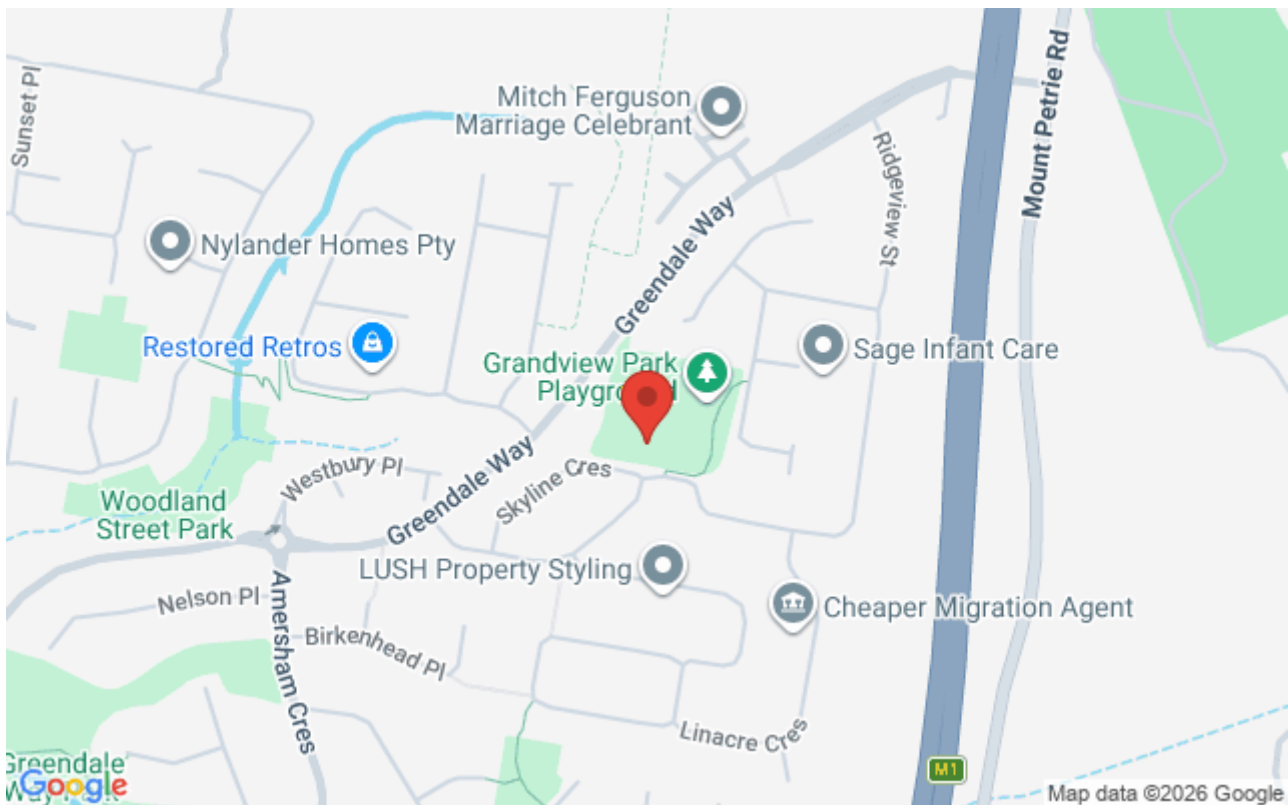 Sunset Pl
Mitch Ferguson
Marriage Celebrant
Mount Petrie Rd
Ridgeview St
Nylander Homes Pty
Greendale Way
Restored Retros
Sage Infant Care
Grandview Park
Westbury Pl
Greendale Way
Skyline Cres
Woodland
Street Park
LUSH Property Styling
Nelson Pl
Amersham Cres
Cheaper Migration Agent
Birkenhead Pl
Linacre Cres
Greendale
M1
Google
Map data ©2026 Google